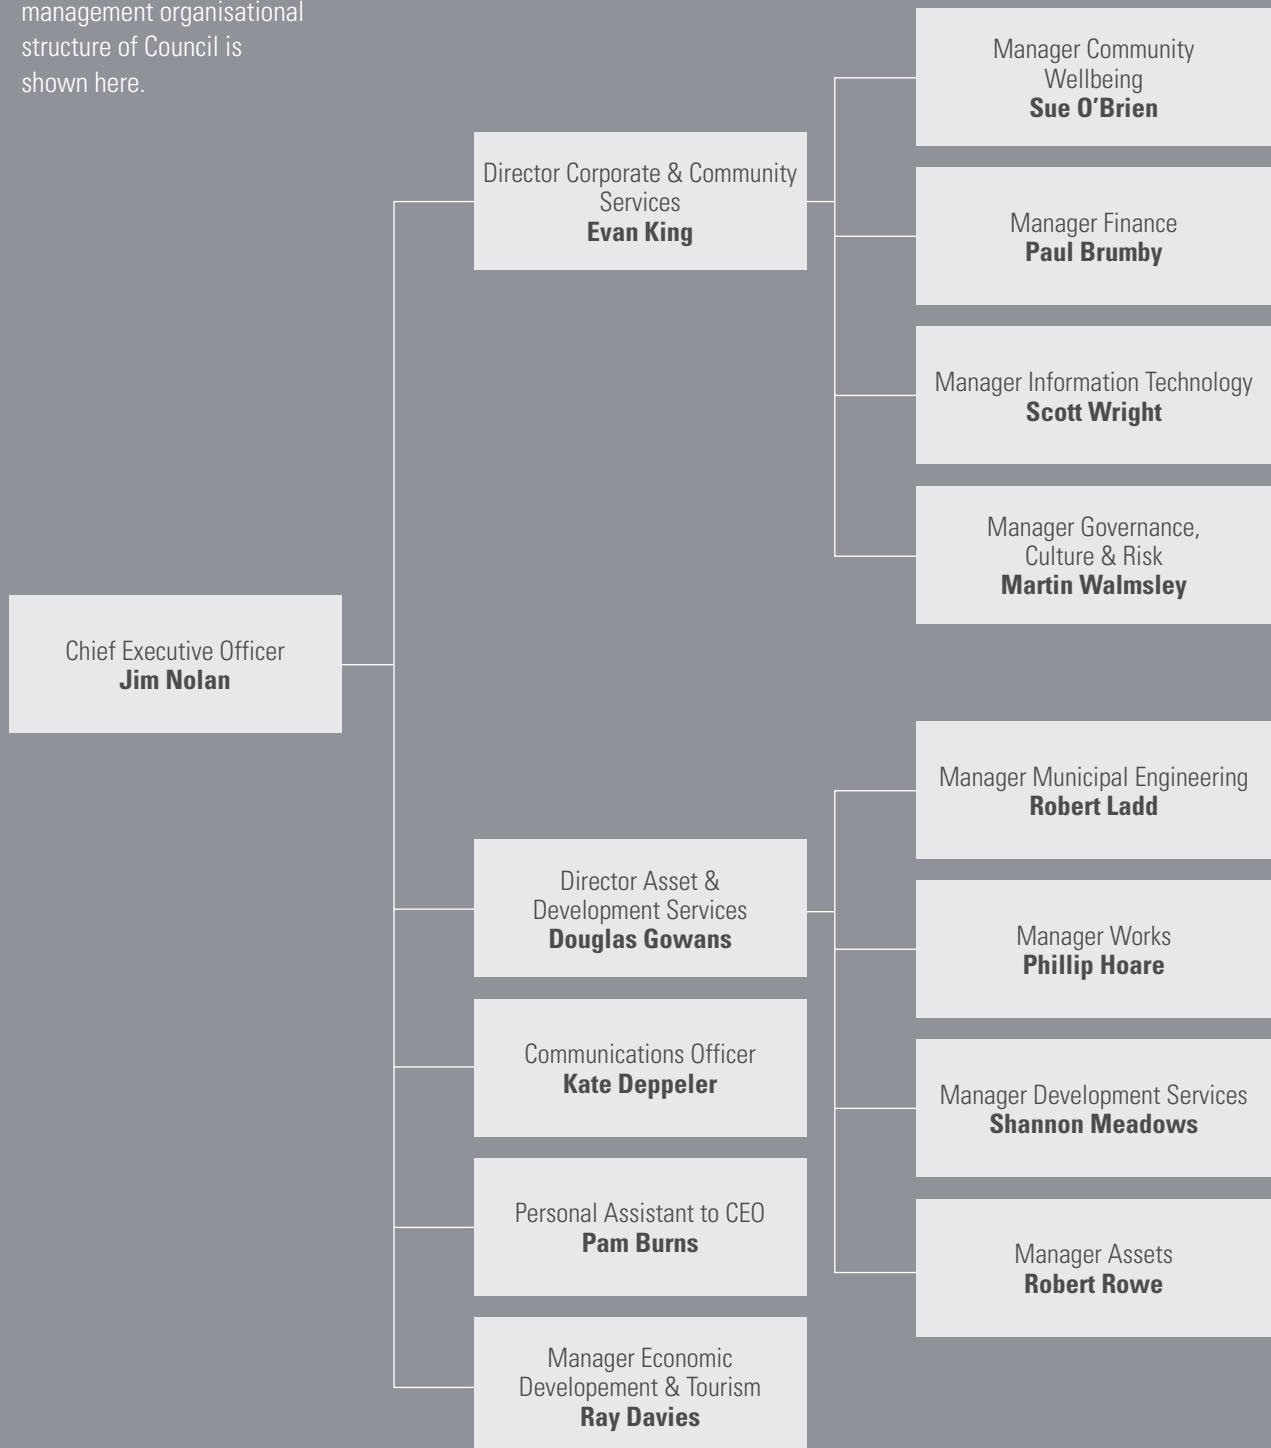 management organisational
structure of Council is
shown here.
Chief Executive Officer
Jim Nolan
Director Corporate & Community
Services
Evan King
Manager Community
Wellbeing
Sue O’Brien
Manager Finance
Paul Brumby
Manager Information Technology
Scott Wright
Manager Governance,
Culture & Risk
Martin Walmsley
Director Asset &
Development Services
Douglas Gowans
Manager Municipal Engineering
Robert Ladd
Manager Works
Phillip Hoare
Manager Development Services
Shannon Meadows
Manager Assets
Robert Rowe
Communications Officer
Kate Deppeler
Personal Assistant to CEO
Pam Burns
Manager Economic
Developement & Tourism
Ray Davies